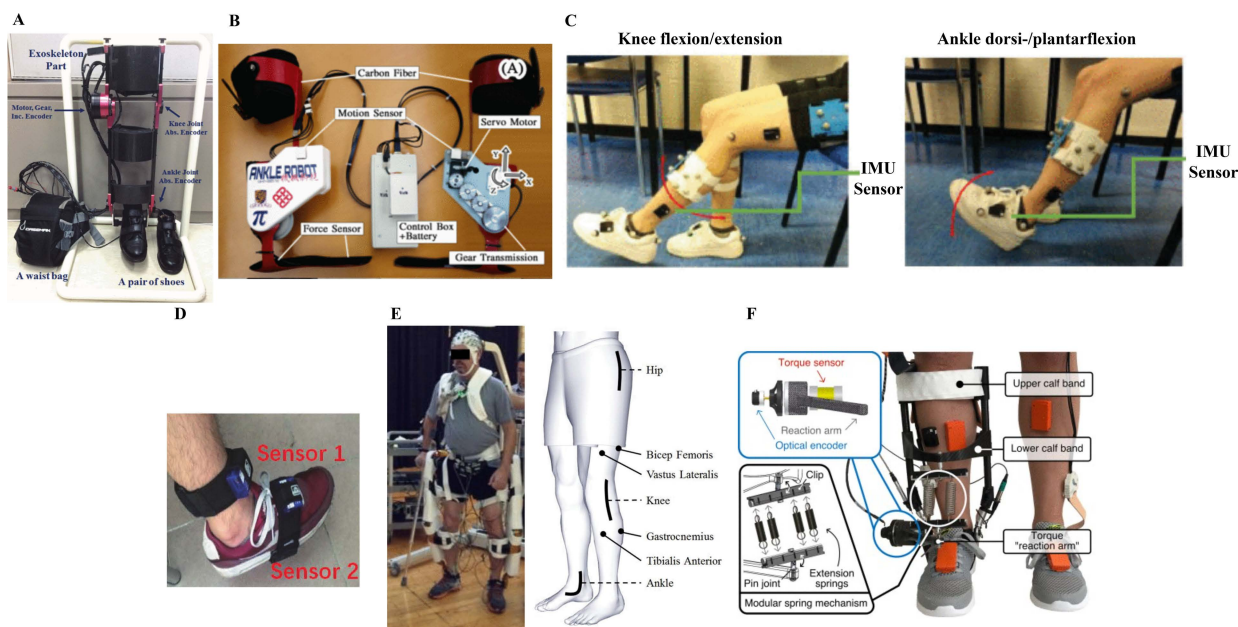 A
Exoskeleton
Part
Motor, Gear,
Inc. Encoder
Knee Joint
Abs. Encoder
Ankle Joint
Abs. Encoder
A waist bag
A pair of shoes
B
(A)
Carbon Fiber
Motion Sensor
Servo Motor
ANKLE ROBOT
π
Y
X
Z
Control Box
+Battery
Force Sensor
Gear Transmission
C
Knee flexion/extension
Ankle dorsi-/plantarflexion
IMU
Sensor
IMU
Sensor
D
Sensor 1
Sensor 2
E
Hip
Bicep Femoris
Vastus Lateralis
Knee
Gastrocnemius
Tibialis Anterior
Ankle
F
Torque sensor
Reaction arm
Optical encoder
Clip
Pin joint
Extension
springs
Modular spring mechanism
Upper calf band
Lower calf band
Torque
"reaction arm"